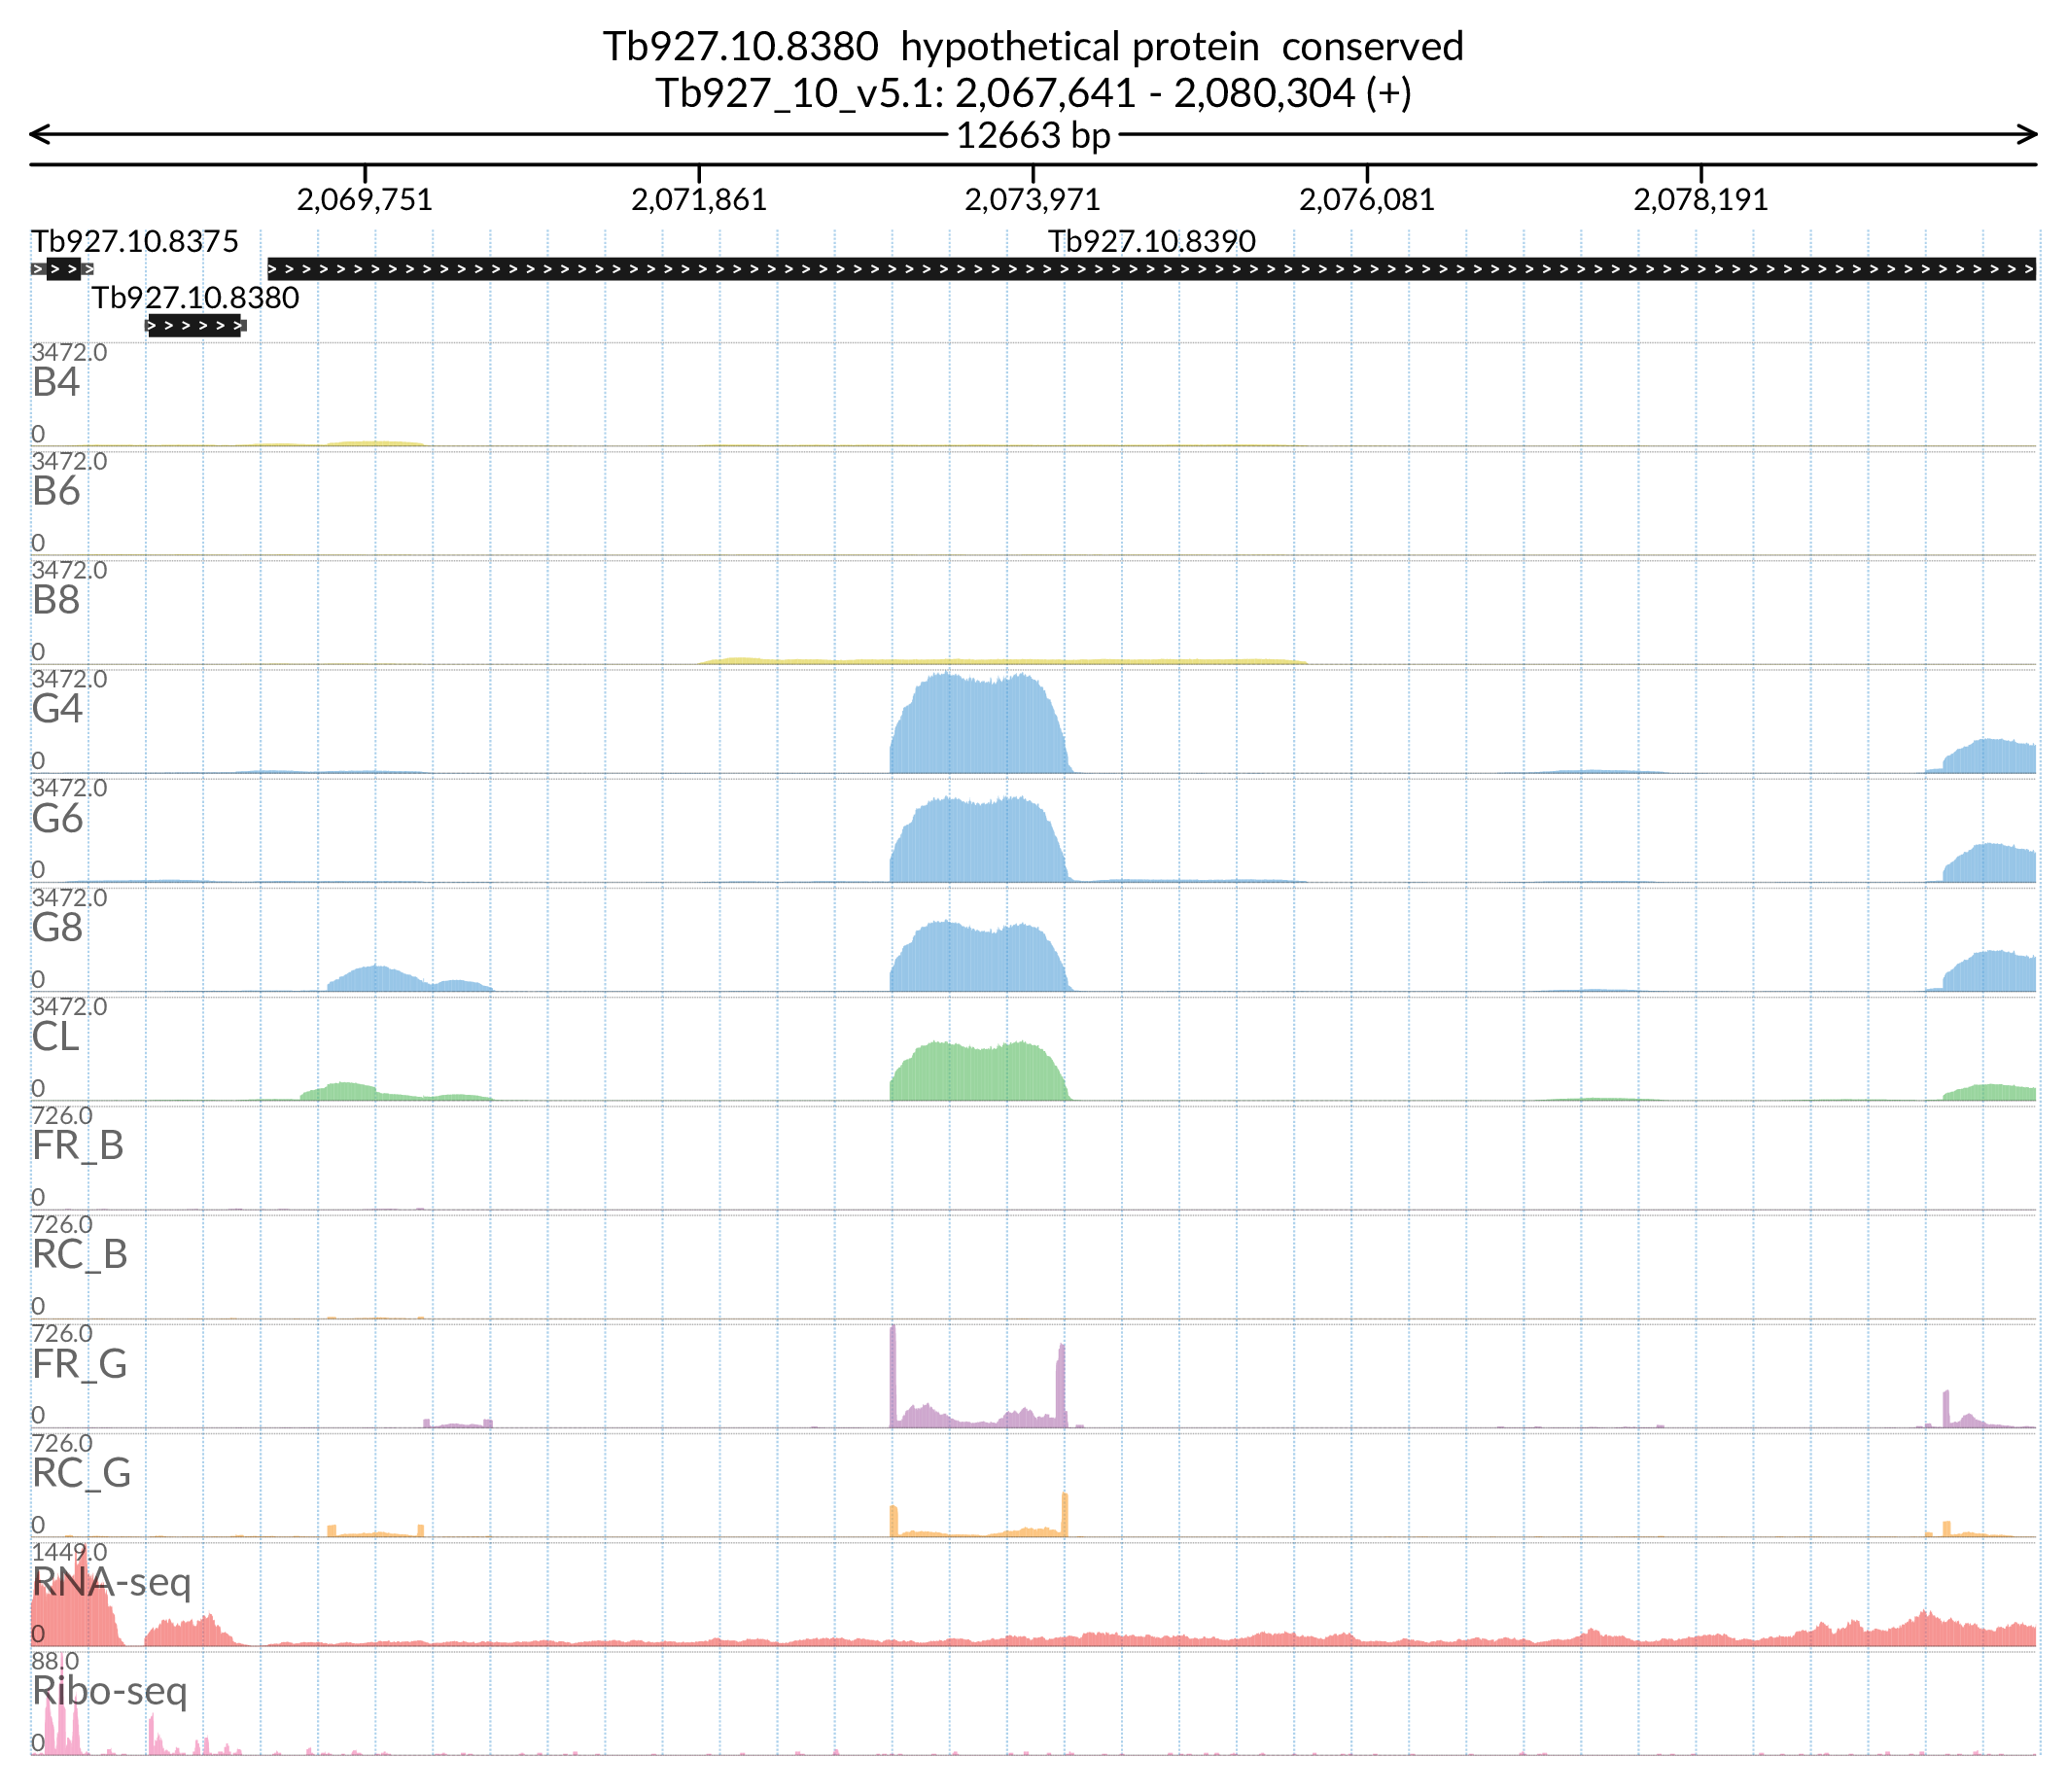 Tb927.10.8380  hypothetical protein  conserved
Tb927_10_v5.1: 2,067,641 - 2,080,304 (+)
12663 bp
2,069,751 2,071,861 2,073,971 2,076,081 2,078,191
Tb927.10.8375 Tb927.10.8390
Tb927.10.8380
3472.0
B4
0
3472.0
B6
0
3472.0
B8
0
3472.0
G4
0
3472.0
G6
0
3472.0
G8
0
3472.0
CL
0
726.0
FR_B
0
726.0
RC_B
0
726.0
FR_G
0
726.0
RC_G
0
1449.0
RNA-seq
0
88.0
Ribo-seq
0